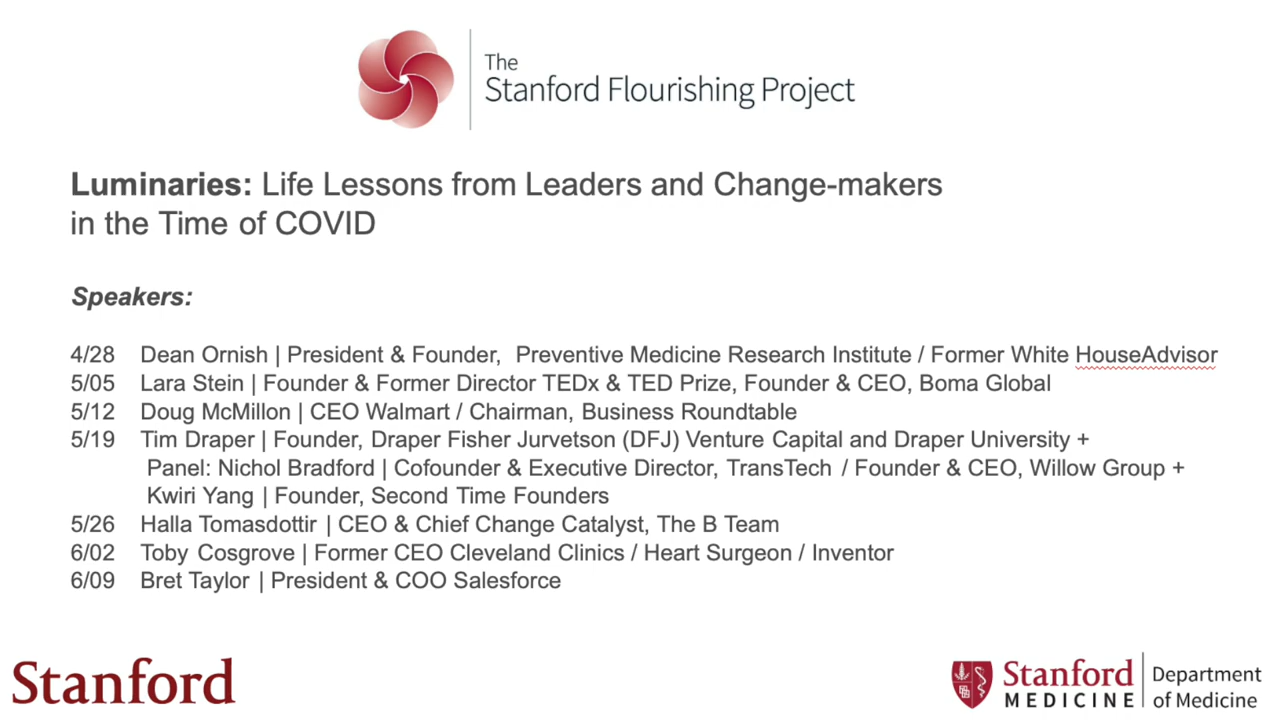 The
Stanford Flourishing Project
Luminaries: Life Lessons from Leaders and Change-makers
in the Time of COVID
Speakers:
4/28 Dean Ornish | President & Founder, Preventive Medicine Research Institute / Former White HouseAdvisor
5/05 Lara Stein | Founder & Former Director TEDx & TED Prize, Founder & CEO, Boma Global
5/12 Doug McMillon | CEO Walmart / Chairman, Business Roundtable
5/19 Tim Draper | Founder, Draper Fisher Jurvetson (DFJ) Venture Capital and Draper University +
Panel: Nichol Bradford | Cofounder & Executive Director, TransTech / Founder & CEO, Willow Group +
Kwiri Yang | Founder, Second Time Founders
5/26 Halla Tomasdottir | CEO & Chief Change Catalyst, The B Team
6/02 Toby Cosgrove | Former CEO Cleveland Clinics / Heart Surgeon / Inventor
6/09 Bret Taylor | President & COO Salesforce
Stanford
Stanford
MEDICINE
Department
of Medicine